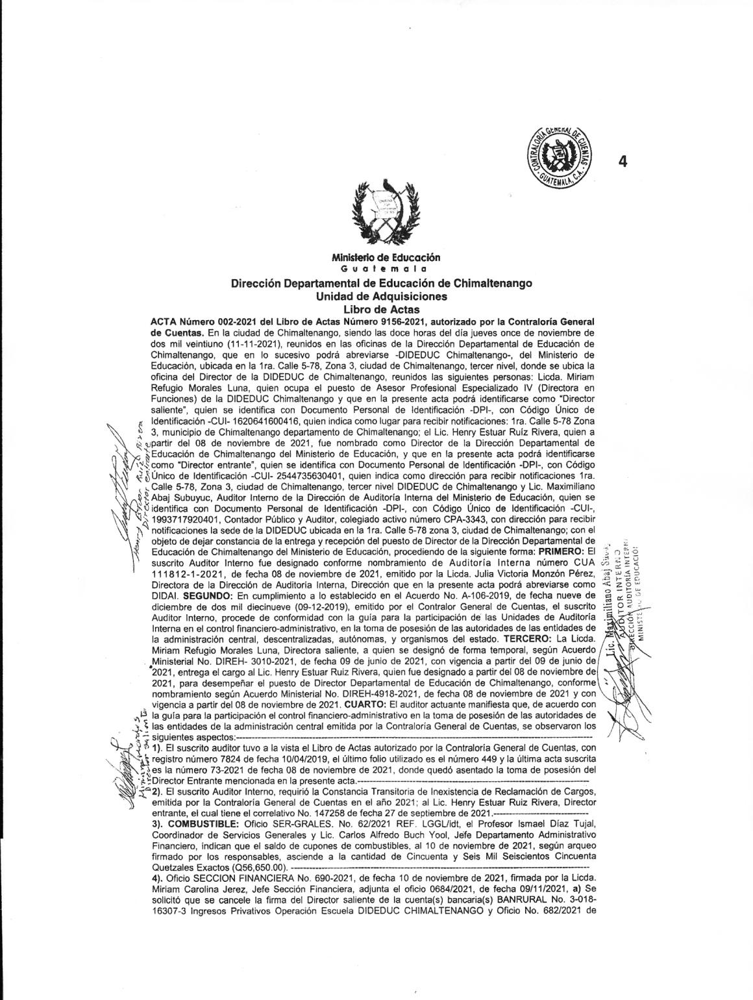 CONTRALORÍA GENERAL DE CUENTAS
GUATEMALA, C.A.
4
Ministerio de Educación
Guatemala
Dirección Departamental de Educación de Chimaltenango
Unidad de Adquisiciones
Libro de Actas
ACTA Número 002-2021 del Libro de Actas Número 9156-2021, autorizado por la Contraloría General
de Cuentas. En la ciudad de Chimaltenango, siendo las doce horas del día jueves once de noviembre de
dos mil veintiuno (11-11-2021), reunidos en las oficinas de la Dirección Departamental de Educación de
Chimaltenango, que en lo sucesivo podrá abreviarse -DIDEDUC Chimaltenango-, del Ministerio de
Educación, ubicada en la 1ra. Calle 5-78, Zona 3, ciudad de Chimaltenango, tercer nivel, donde se ubica la
oficina del Director de la DIDEDUC de Chimaltenango, reunidos las siguientes personas: Licda. Miriam
Refugio Morales Luna, quien ocupa el puesto de Asesor Profesional Especializado IV (Directora en
Funciones) de la DIDEDUC Chimaltenango y que en la presente acta podrá identificarse como "Director
saliente", quien se identifica con Documento Personal de Identificación -DPI-, con Código Único de
Identificación -CUI- 1620641600416, quien indica como lugar para recibir notificaciones: 1ra. Calle 5-78 Zona
3, municipio de Chimaltenango departamento de Chimaltenango; el Lic. Henry Estuar Ruíz Rivera, quien a
partir del 08 de noviembre de 2021, fue nombrado como Director de la Dirección Departamental de
Educación de Chimaltenango del Ministerio de Educación, y que en la presente acta podrá identificarse
como "Director entrante", quien se identifica con Documento Personal de Identificación -DPI-, con Código
Único de Identificación -CUI- 2544735630401, quien indica como dirección para recibir notificaciones 1ra.
Calle 5-78, Zona 3, ciudad de Chimaltenango, tercer nivel DIDEDUC de Chimaltenango y Lic. Maximiliano
Abaj Subuyuc, Auditor Interno de la Dirección de Auditoría Interna del Ministerio de Educación, quien se
identifica con Documento Personal de Identificación -DPI-, con Código Único de Identificación -CUI-,
1993717920401, Contador Público y Auditor, colegiado activo número CPA-3343, con dirección para recibir
notificaciones la sede de la DIDEDUC ubicada en la 1ra. Calle 5-78 zona 3, ciudad de Chimaltenango; con el
objeto de dejar constancia de la entrega y recepción del puesto de Director de la Dirección Departamental de
Educación de Chimaltenango del Ministerio de Educación, procediendo de la siguiente forma: PRIMERO: El
suscrito Auditor Interno fue designado conforme nombramiento de Auditoría Interna número CUA
111812-1-2021, de fecha 08 de noviembre de 2021, emitido por la Licda. Julia Victoria Monzón Pérez,
Directora de la Dirección de Auditoría Interna, Dirección que en la presente acta podrá abreviarse como
DIDAI. SEGUNDO: En cumplimiento a lo establecido en el Acuerdo No. A-106-2019, de fecha nueve de
diciembre de dos mil diecinueve (09-12-2019), emitido por el Contralor General de Cuentas, el suscrito
Auditor Interno, procede de conformidad con la guía para la participación de las Unidades de Auditoría
Interna en el control financiero-administrativo, en la toma de posesión de las autoridades de las entidades de
la administración central, descentralizadas, autónomas, y organismos del estado. TERCERO: La Licda.
Miriam Refugio Morales Luna, Directora saliente, a quien se designó de forma temporal, según Acuerdo
Ministerial No. DIREH- 3010-2021, de fecha 09 de junio de 2021, con vigencia a partir del 09 de junio de
2021, entrega el cargo al Lic. Henry Estuar Ruiz Rivera, quien fue designado a partir del 08 de noviembre de
2021, para desempeñar el puesto de Director Departamental de Educación de Chimaltenango, conforme
nombramiento según Acuerdo Ministerial No. DIREH-4918-2021, de fecha 08 de noviembre de 2021 y con
vigencia a partir del 08 de noviembre de 2021. CUARTO: El auditor actuante manifiesta que, de acuerdo con
la guía para la participación el control financiero-administrativo en la toma de posesión de las autoridades de
las entidades de la administración central emitida por la Contraloría General de Cuentas, se observaron los
siguientes aspectos:---
1). El suscrito auditor tuvo a la vista el Libro de Actas autorizado por la Contraloría General de Cuentas, con
registro número 7824 de fecha 10/04/2019, el último folio utilizado es el número 449 y la última acta suscrita
es la número 73-2021 de fecha 08 de noviembre de 2021, donde quedó asentado la toma de posesión del
Director Entrante mencionada en la presente acta.---
2). El suscrito Auditor Interno, requirió la Constancia Transitoria de Inexistencia de Reclamación de Cargos,
emitida por la Contraloría General de Cuentas en el año 2021; al Lic. Henry Estuar Ruiz Rivera, Director
entrante, el cual tiene el correlativo No. 147258 de fecha 27 de septiembre de 2021.---
3). COMBUSTIBLE: Oficio SER-GRALES. No. 62/2021 REF. LGGL/idt, el Profesor Ismael Díaz Tujal,
Coordinador de Servicios Generales y Lic. Carlos Alfredo Buch Yool, Jefe Departamento Administrativo
Financiero, indican que el saldo de cupones de combustibles, al 10 de noviembre de 2021, según arqueo
firmado por los responsables, asciende a la cantidad de Cincuenta y Seis Mil Seiscientos Cincuenta
Quetzales Exactos (Q56,650.00). ---
4). Oficio SECCION FINANCIERA No. 690-2021, de fecha 10 de noviembre de 2021, firmada por la Licda.
Miriam Carolina Jerez, Jefe Sección Financiera, adjunta el oficio 0684/2021, de fecha 09/11/2021, a) Se
solicitó que se cancele la firma del Director saliente de la cuenta(s) bancaria(s) BANRURAL No. 3-018-
16307-3 Ingresos Privativos Operación Escuela DIDEDUC CHIMALTENANGO y Oficio No. 682/2021 de
Henry Estuar Ruiz Rivera
Director entrante
Director saliente
Lic. Maximiliano Abaj
AUDITOR INTERNO
DIRECCIÓN AUDITORÍA INTERNA
MINISTERIO DE EDUCACIÓN